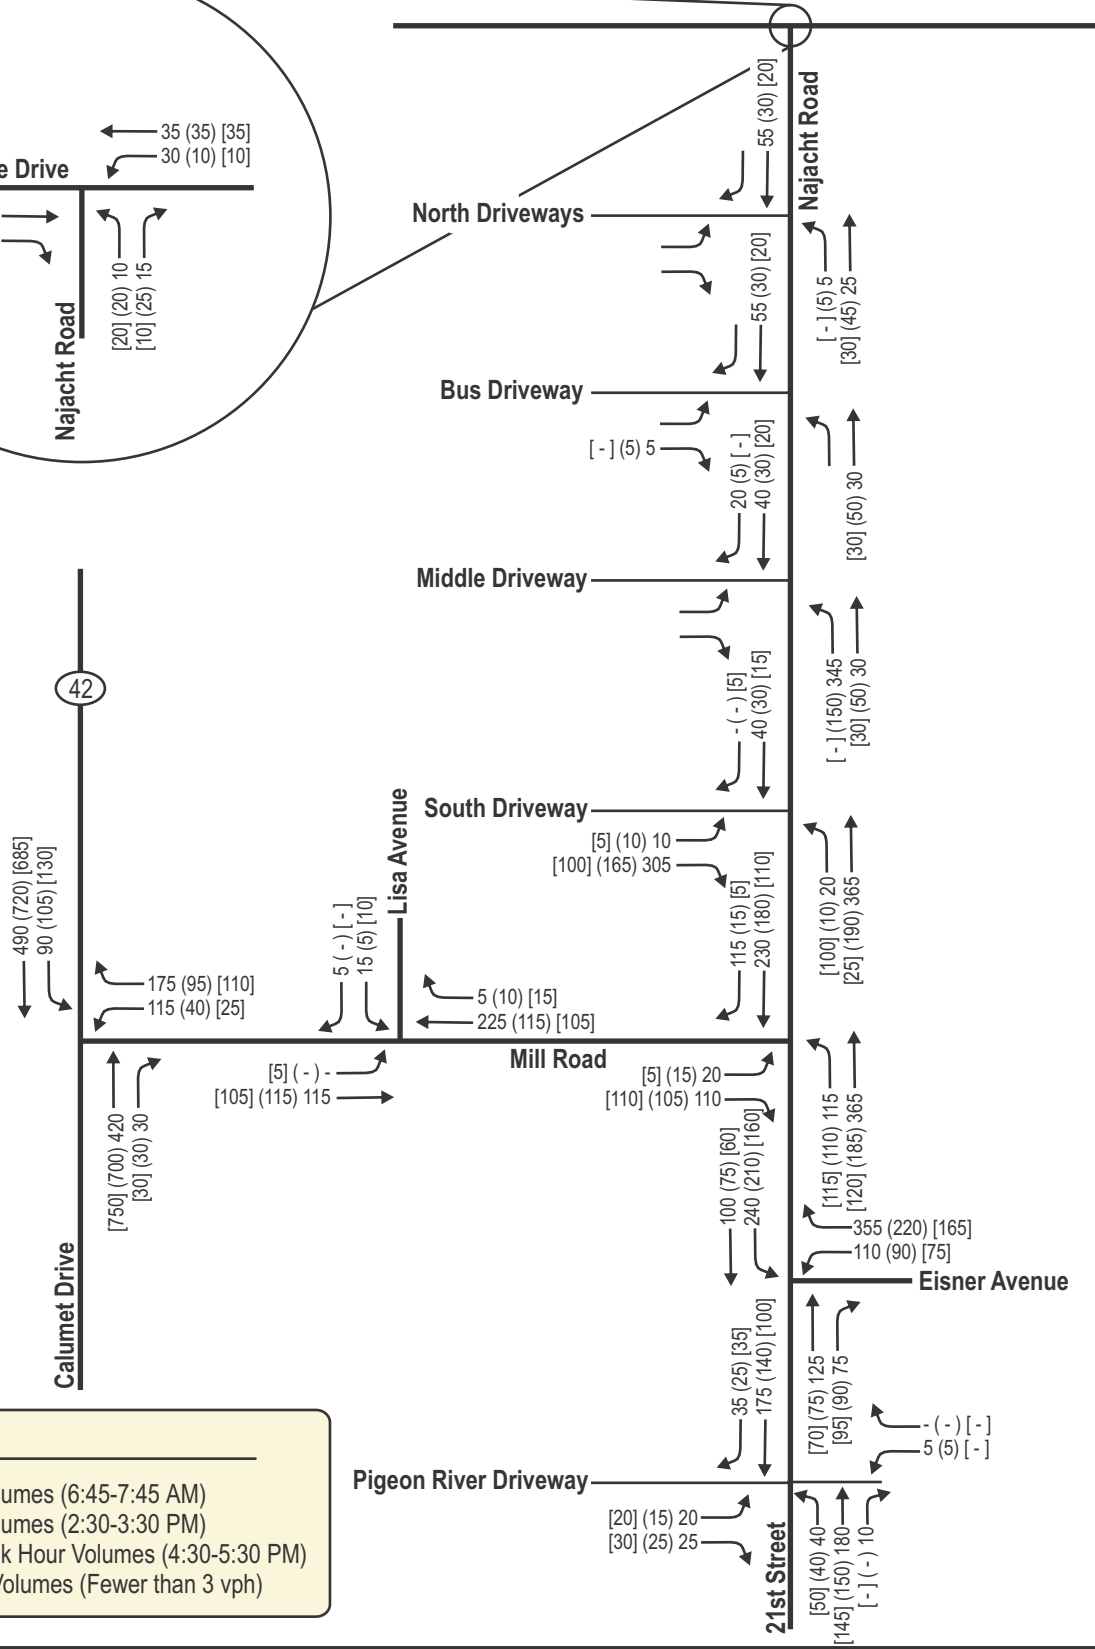 35 (35) [35]
30 (10) [10]
e Drive
[20] (20) 10
[10] (25) 15
Najacht Road
55 (30) [20]
Najacht Road
North Driveways
55 (30) [20]
[ - ] (5) 5
[30] (45) 25
Bus Driveway
[ - ] (5) 5
20 (5) [ - ]
40 (30) [20]
[30] (50) 30
Middle Driveway
- ( - ) [5]
40 (30) [15]
[ - ] (150) 345
[30] (50) 30
42
South Driveway
[5] (10) 10
[100] (165) 305
115 (15) [5]
230 (180) [110]
[100] (10) 20
[25] (190) 365
Lisa Avenue
490 (720) [685]
90 (105) [130]
175 (95) [110]
115 (40) [25]
5 ( - ) [ - ]
15 (5) [10]
5 (10) [15]
225 (115) [105]
Mill Road
[5] ( - ) -
[105] (115) 115
[5] (15) 20
[110] (105) 110
[750] (700) 420
[30] (30) 30
100 (75) [60]
240 (210) [160]
[115] (110) 115
[120] (185) 365
355 (220) [165]
110 (90) [75]
Eisner Avenue
Calumet Drive
35 (25) [35]
175 (140) [100]
[70] (75) 125
[95] (90) 75
- ( - ) [ - ]
5 (5) [ - ]
Pigeon River Driveway
[20] (15) 20
[30] (25) 25
21st Street
[50] (40) 40
[145] (150) 180
[ - ] ( - ) 10
umes (6:45-7:45 AM)
umes (2:30-3:30 PM)
k Hour Volumes (4:30-5:30 PM)
Volumes (Fewer than 3 vph)